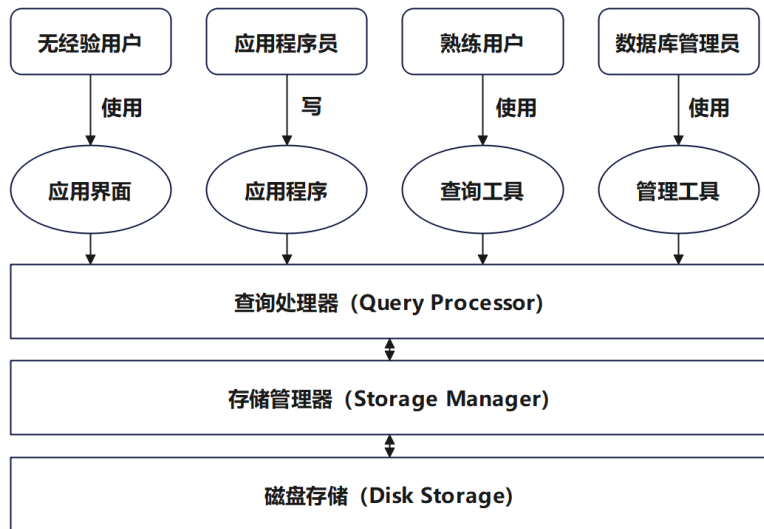 无经验用户 应用程序员 熟练用户 数据库管理员
使用 写 使用 使用
应用界面 应用程序 查询工具 管理工具
查询处理器（Query Processor）
存储管理器（Storage Manager）
磁盘存储（Disk Storage）